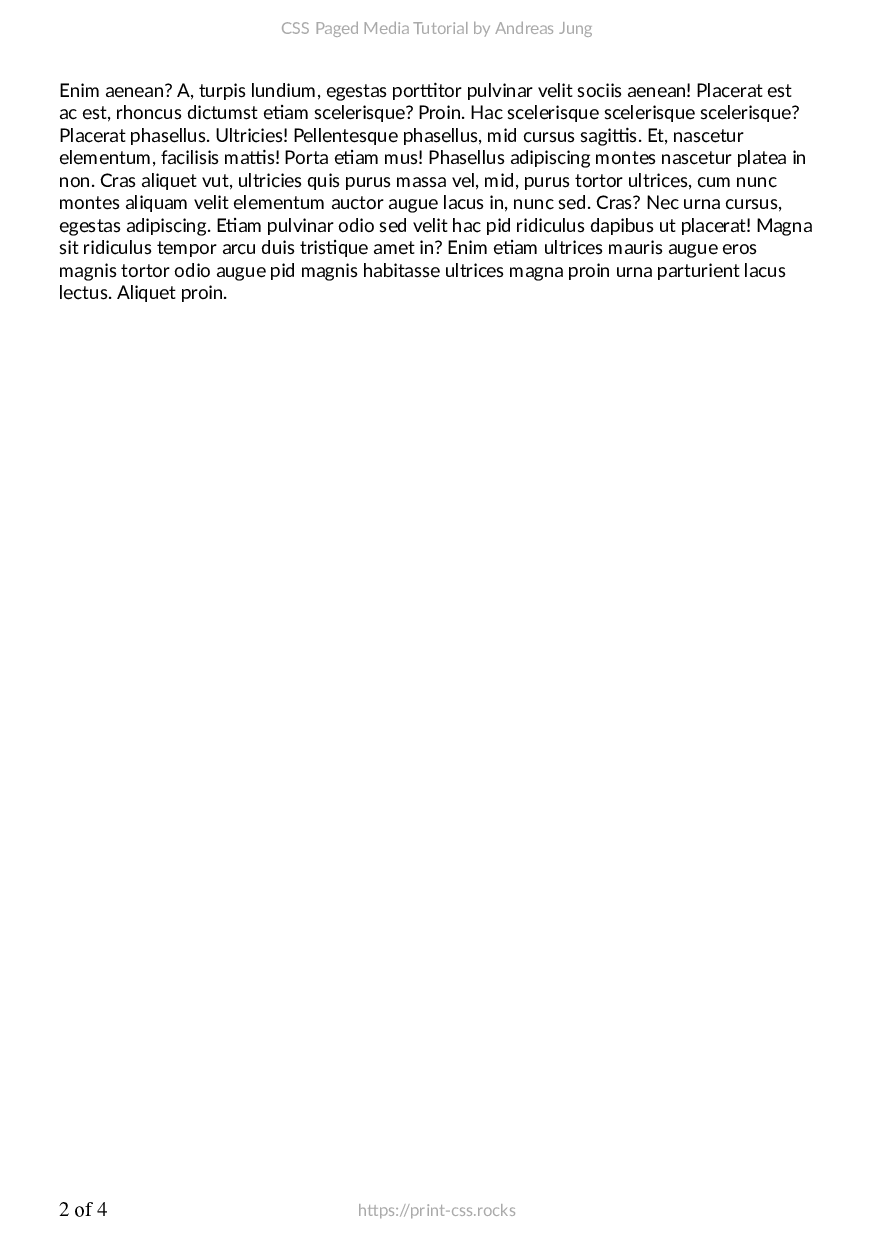 CSS Paged Media Tutorial by Andreas Jung
Enim aenean? A, turpis lundium, egestas porttitor pulvinar velit sociis aenean! Placerat est
ac est, rhoncus dictumst etiam scelerisque? Proin. Hac scelerisque scelerisque scelerisque?
Placerat phasellus. Ultricies! Pellentesque phasellus, mid cursus sagittis. Et, nascetur
elementum, facilisis mattis! Porta etiam mus! Phasellus adipiscing montes nascetur platea in
non. Cras aliquet vut, ultricies quis purus massa vel, mid, purus tortor ultrices, cum nunc
montes aliquam velit elementum auctor augue lacus in, nunc sed. Cras? Nec urna cursus,
egestas adipiscing. Etiam pulvinar odio sed velit hac pid ridiculus dapibus ut placerat! Magna
sit ridiculus tempor arcu duis tristique amet in? Enim etiam ultrices mauris augue eros
magnis tortor odio augue pid magnis habitasse ultrices magna proin urna parturient lacus
lectus. Aliquet proin.
2 of 4
https://print-css.rocks